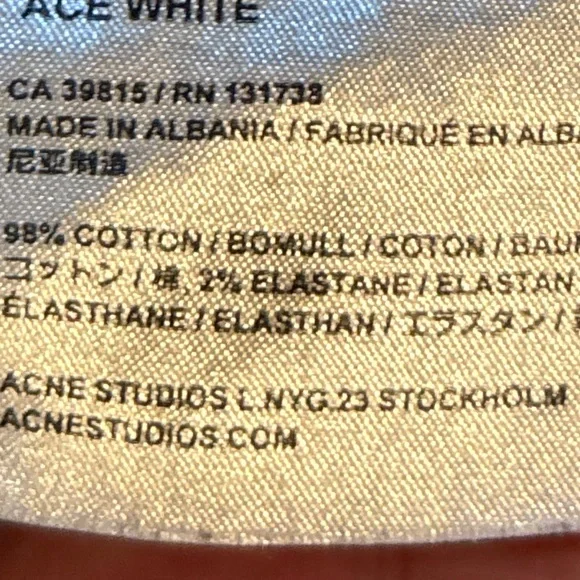 ACE WHITE
CA 39815 / RN 131738
MADE IN ALBANIA / FABRIQUÉ EN ALBA
尼亚制造
98% COTTON / BOMULL / COTON / BAU
コットン / 棉, 2% ELASTANE / ELASTAN
ÉLASTHANE / ELASTHAN / エラスタン /
ACNE STUDIOS L.NYG.23 STOCKHOLM
ACNESTUDIOS.COM